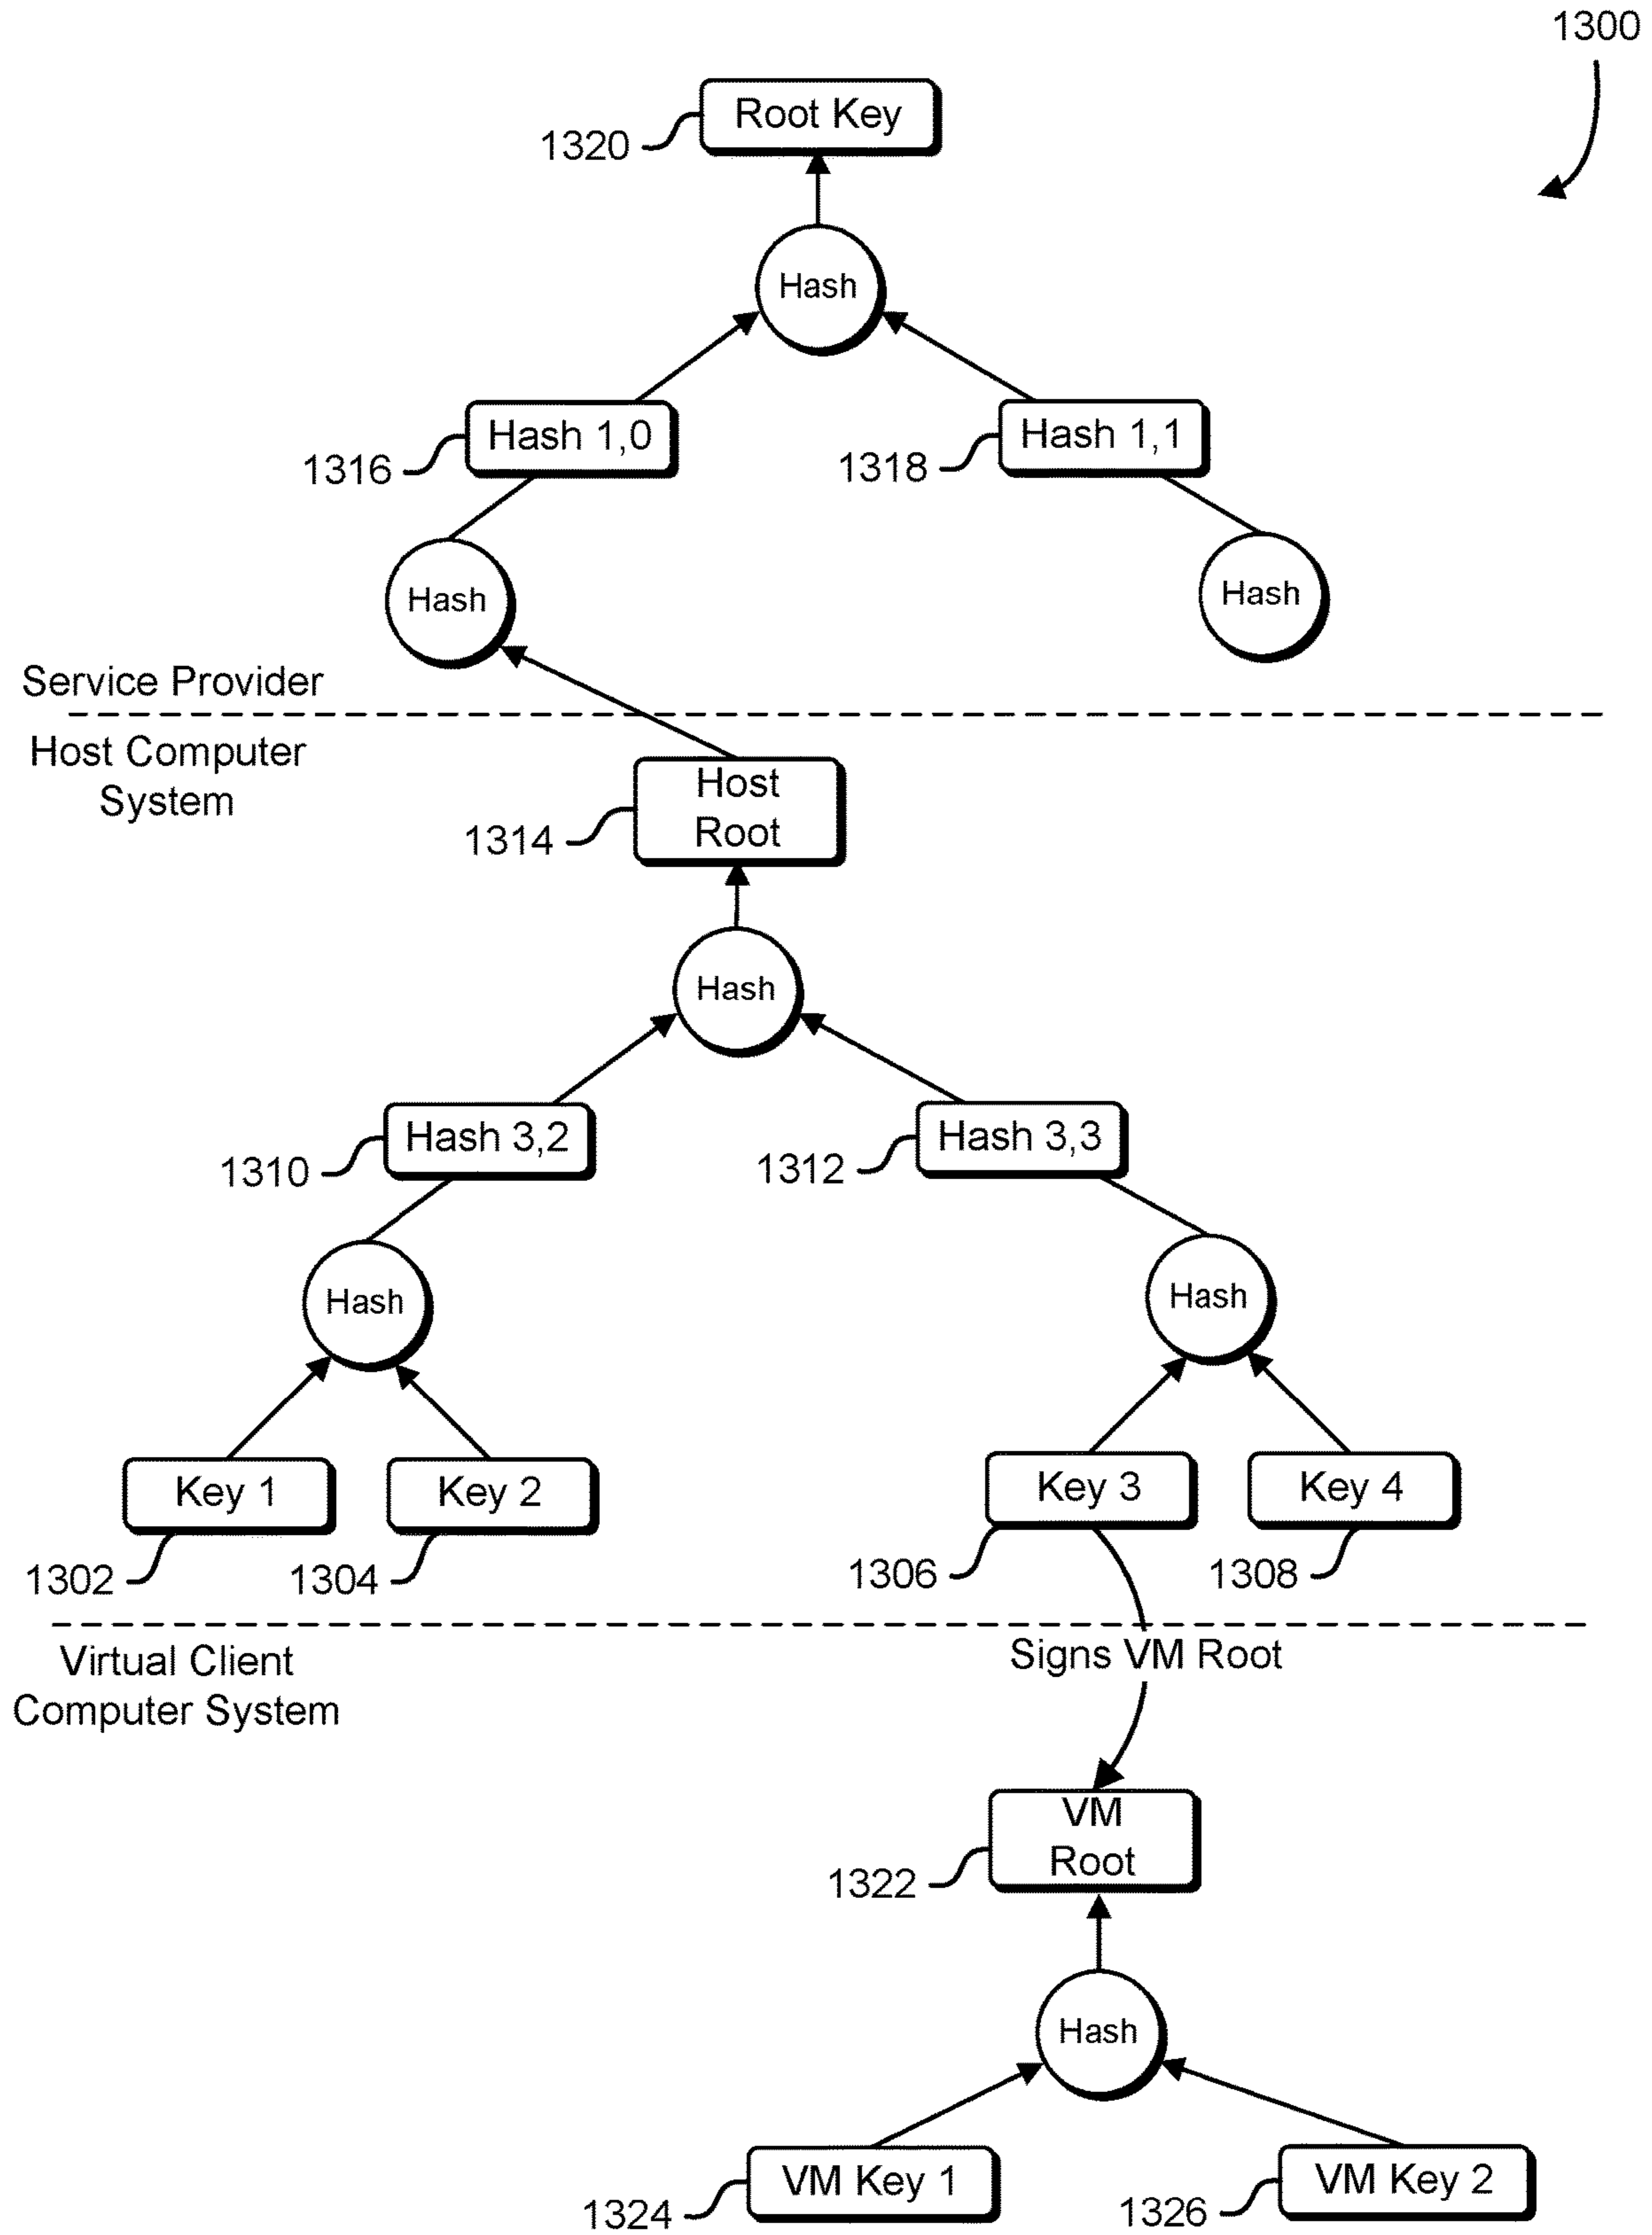 1300
Root Key
1320
Hash
Hash 1,0
Hash 1,1
1316
1318
Hash
Hash
Service Provider
Host Computer
System
Host
Root
1314
Hash
Hash 3,2
Hash 3,3
1310
1312
Hash
Hash
Key 1
Key 2
Key 3
Key 4
1302
1304
1306
1308
Virtual Client
Computer System
Signs VM Root
VM
Root
1322
Hash
VM Key 1
VM Key 2
1324
1326